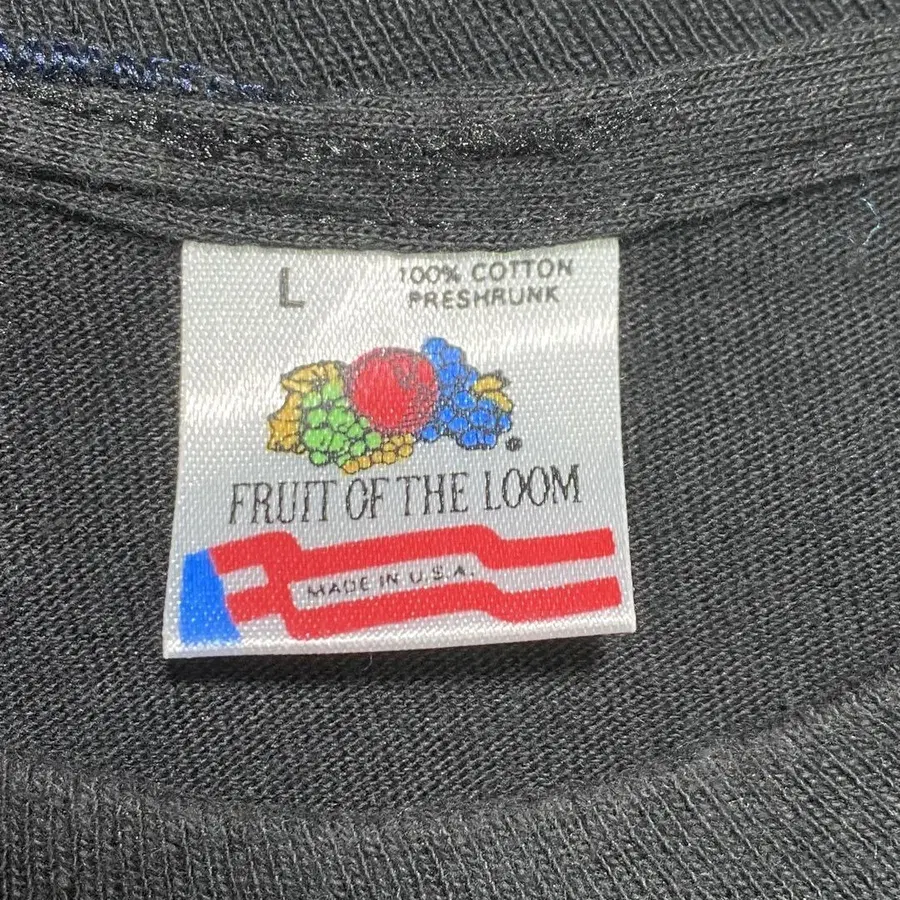 L
100% COTTON
PRESHRUNK
FRUIT OF THE LOOM
MADE IN U.S.A.